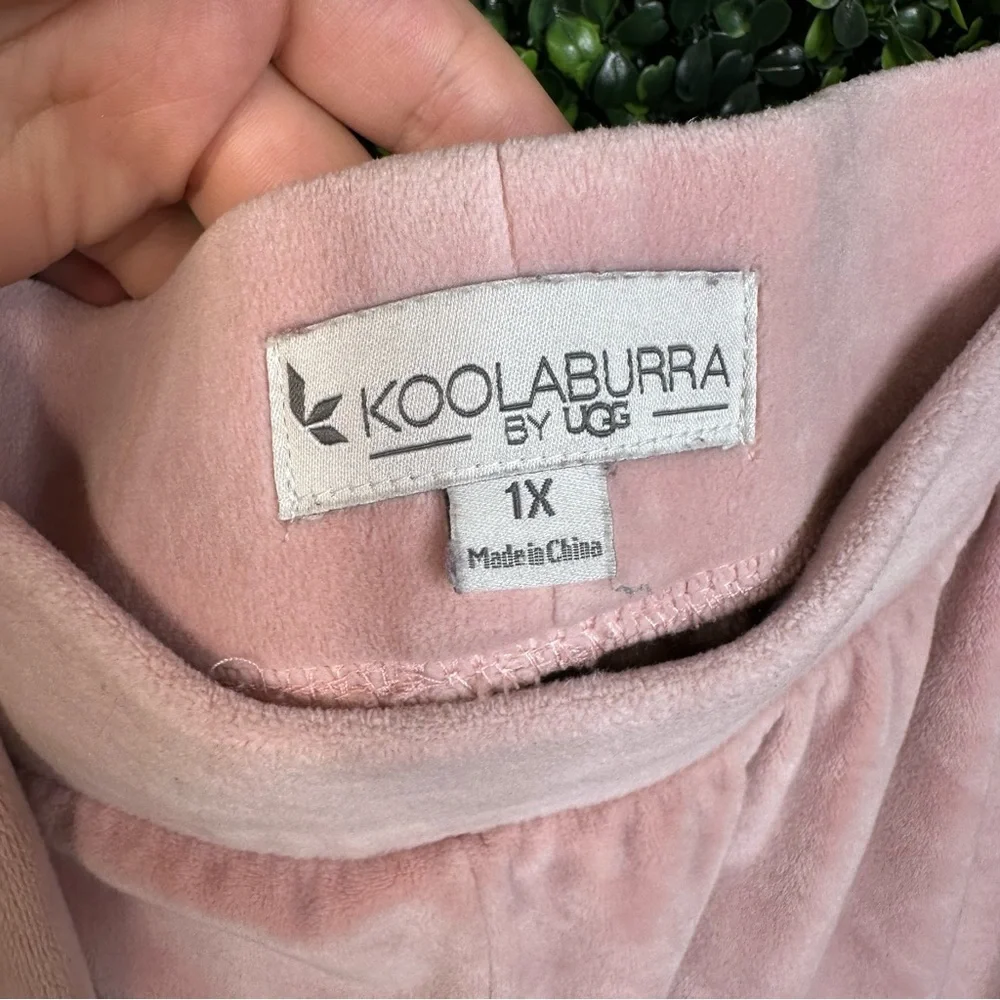 KOOLABURRA
BY UGG
1X
Made in China